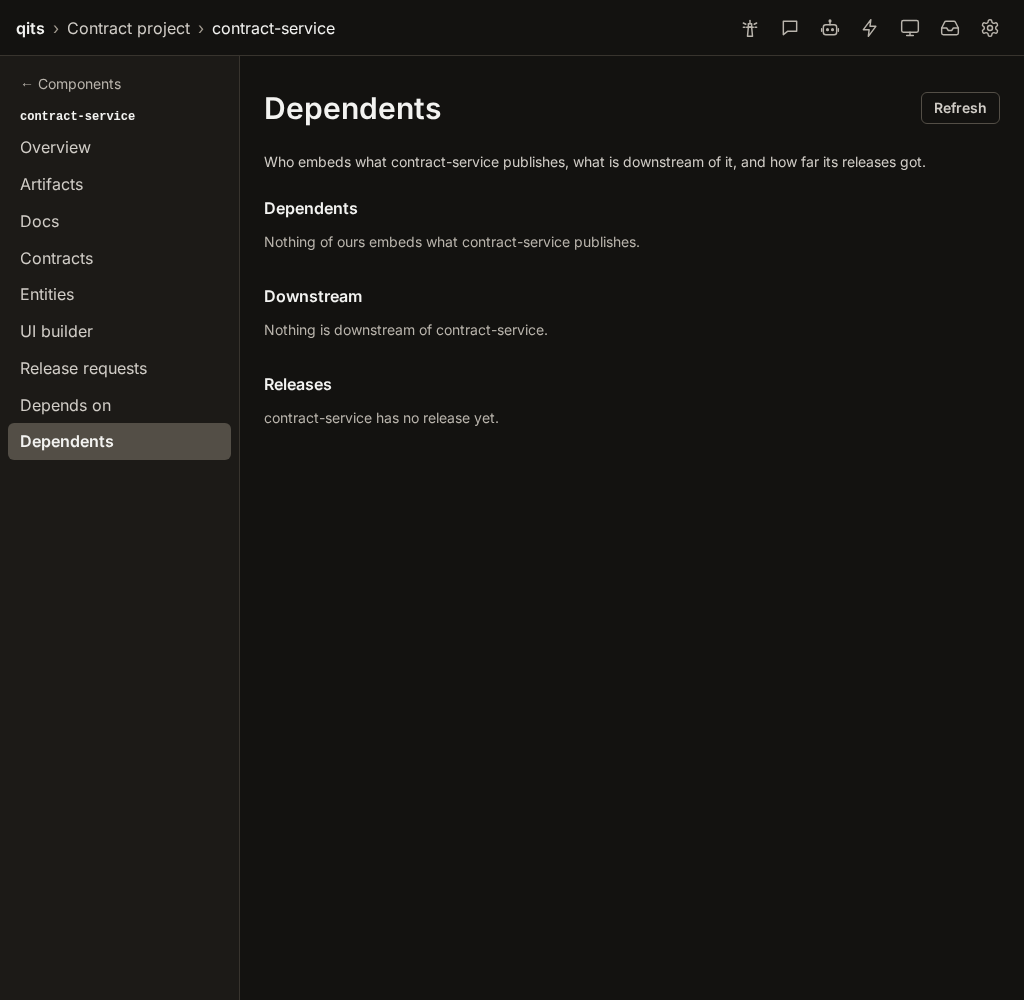 qits › Contract project › contract-service
← Components
contract-service
Overview
Artifacts
Docs
Contracts
Entities
UI builder
Release requests
Depends on
Dependents
Dependents
Refresh
Who embeds what contract-service publishes, what is downstream of it, and how far its releases got.
Dependents
Nothing of ours embeds what contract-service publishes.
Downstream
Nothing is downstream of contract-service.
Releases
contract-service has no release yet.